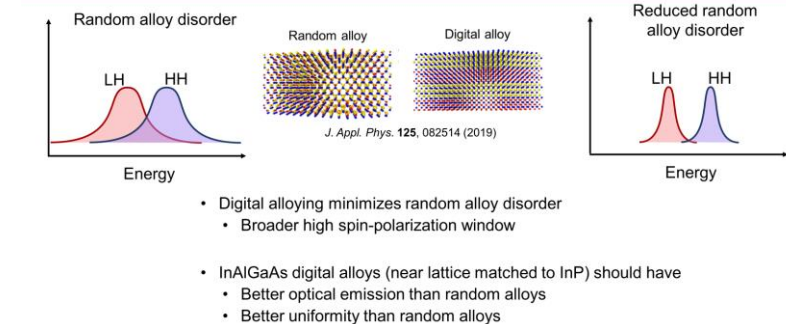 Random alloy disorder
LH HH
Energy
Random alloy
Digital alloy
J. Appl. Phys. 125, 082514 (2019)
Reduced random
alloy disorder
LH HH
Energy
• Digital alloying minimizes random alloy disorder
• Broader high spin-polarization window
• InAlGaAs digital alloys (near lattice matched to InP) should have
• Better optical emission than random alloys
• Better uniformity than random alloys